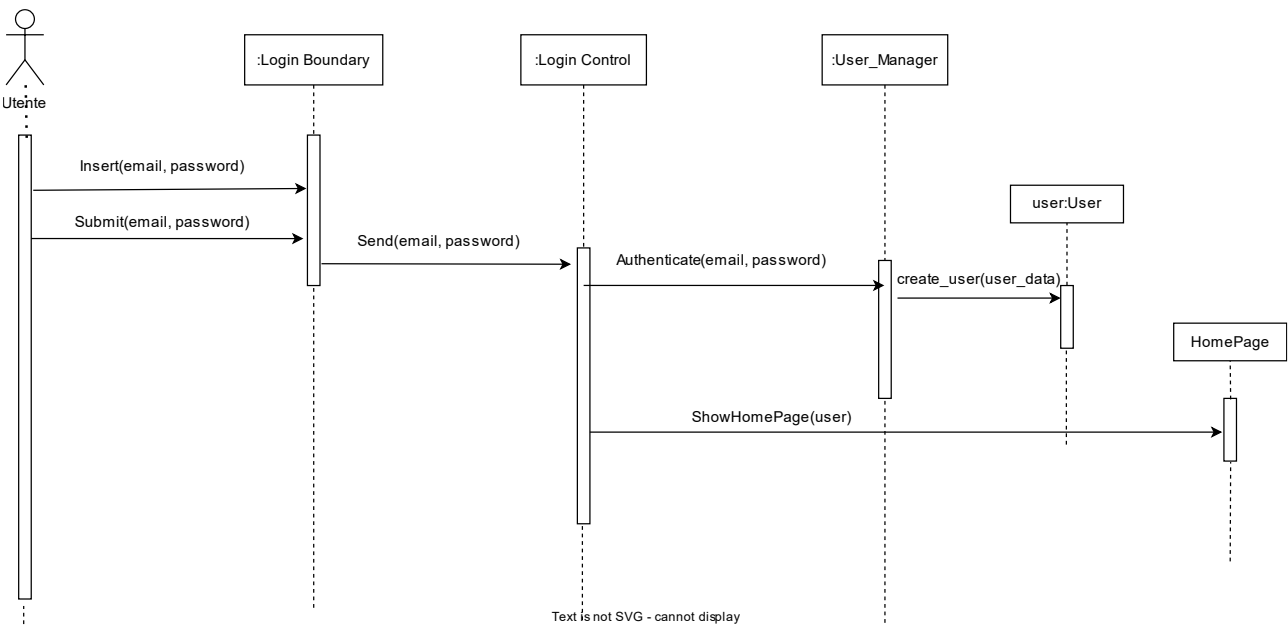 :Login Boundary
:Login Control
:User_Manager
Utente
Insert(email, password)
user:User
Submit(email, password)
Send(email, password)
Authenticate(email, password)
create_user(user_data)
HomePage
ShowHomePage(user)
Text is not SVG - cannot display